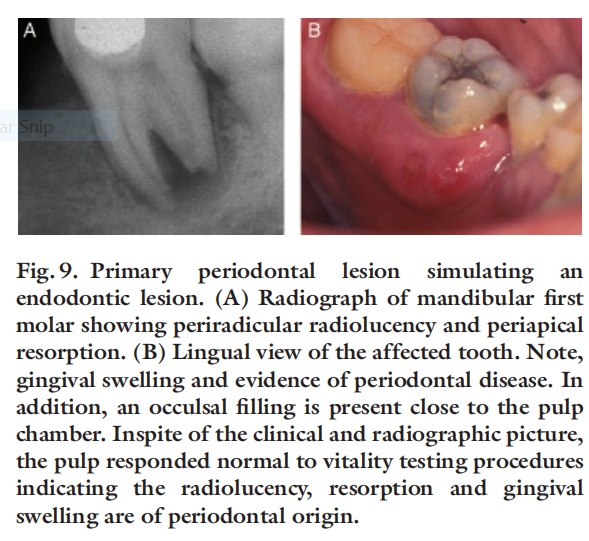 A
B
ar Snip
Fig. 9. Primary periodontal lesion simulating an
endodontic lesion. (A) Radiograph of mandibular first
molar showing periradicular radiolucency and periapical
resorption. (B) Lingual view of the affected tooth. Note,
gingival swelling and evidence of periodontal disease. In
addition, an occulsal filling is present close to the pulp
chamber. Inspite of the clinical and radiographic picture,
the pulp responded normal to vitality testing procedures
indicating the radiolucency, resorption and gingival
swelling are of periodontal origin.